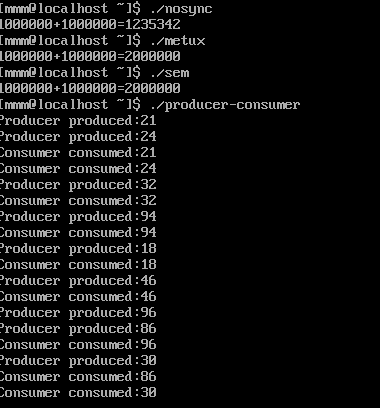 [mmm@localhost ~]$ ./nosync
1000000+1000000=1235342
[mmm@localhost ~]$ ./metux
1000000+1000000=2000000
[mmm@localhost ~]$ ./sem
1000000+1000000=2000000
[mmm@localhost ~]$ ./producer-consumer
Producer produced:21
Producer produced:24
Consumer consumed:21
Consumer consumed:24
Producer produced:32
Consumer consumed:32
Producer produced:94
Consumer consumed:94
Producer produced:18
Consumer consumed:18
Producer produced:46
Consumer consumed:46
Producer produced:96
Producer produced:86
Consumer consumed:96
Producer produced:30
Consumer consumed:86
Consumer consumed:30